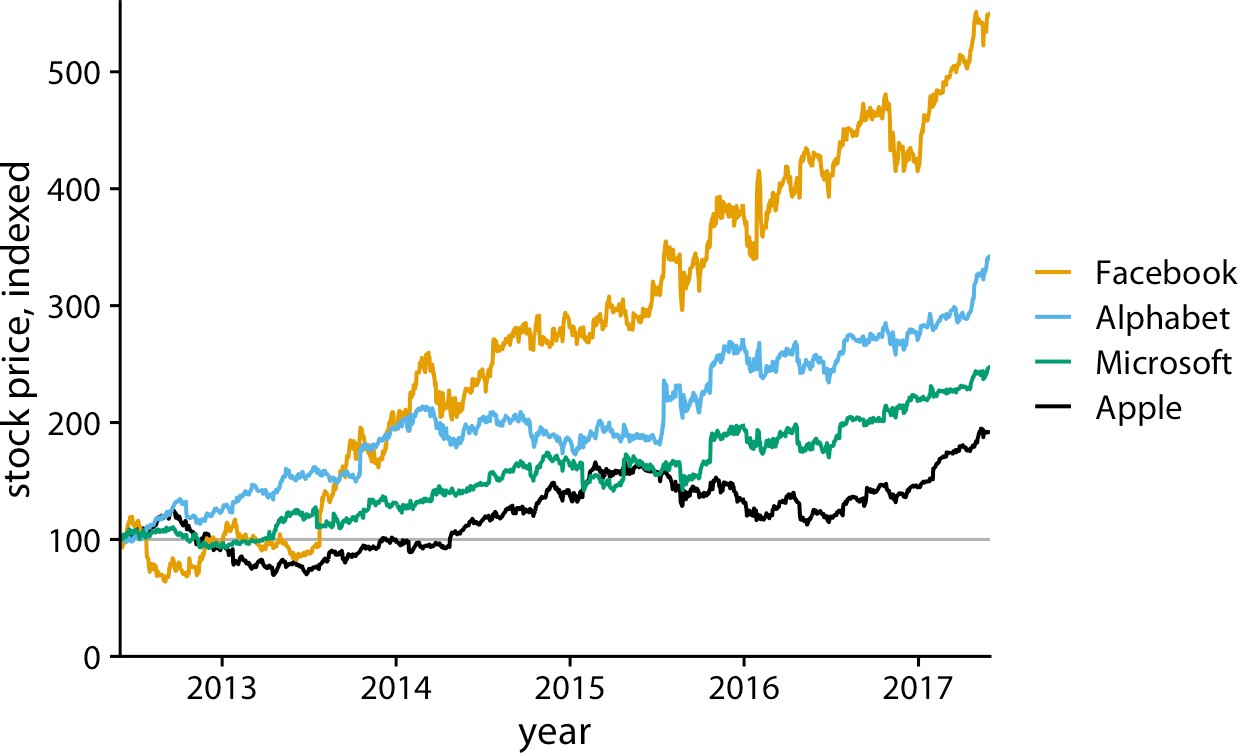 stock price, indexed
500
400
300
200
100
0
2013 2014 2015 2016 2017
year
Facebook
Alphabet
Microsoft
Apple